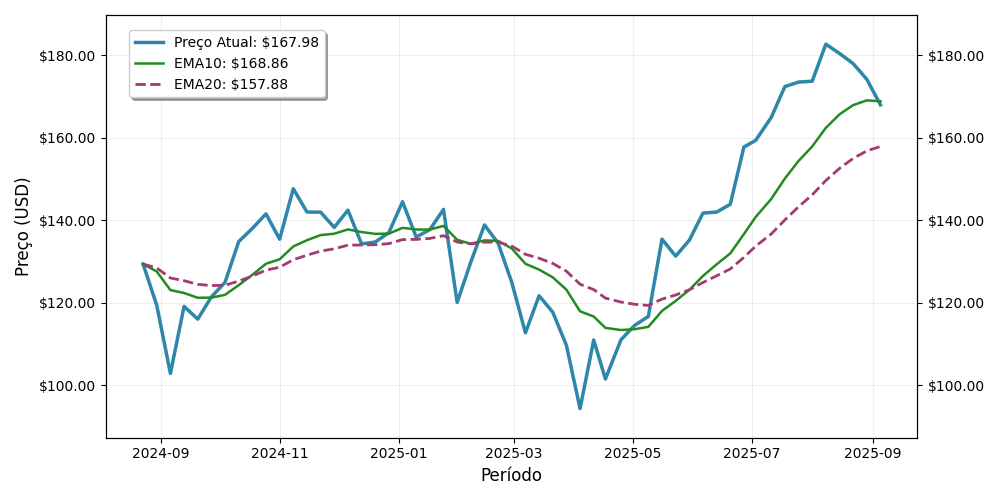 Preço Atual: $167.98
EMA10: $168.86
EMA20: $157.88
$180.00
$160.00
$140.00
$120.00
$100.00
Preço (USD)
$180.00
$160.00
$140.00
$120.00
$100.00
2024-09 2024-11 2025-01 2025-03 2025-05 2025-07 2025-09
Período